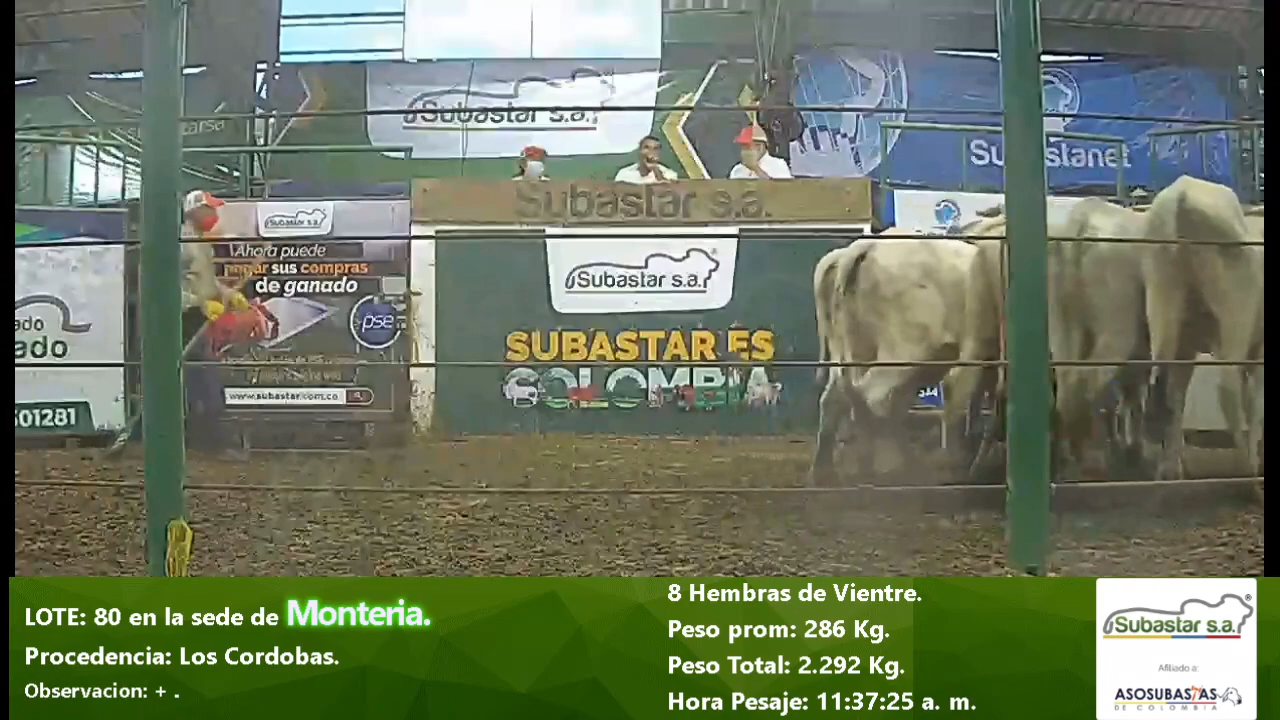 Subastar s.a.
Subastanet
Subastar s.a.
Subastar s.a.
Ahora puede
pagar sus compras
de ganado
pse
www.subastar.com.co
Subastar s.a.
SUBASTAR ES
COLOMBIA
ado
ado
501281
LOTE: 80 en la sede de Monteria.
Procedencia: Los Cordobas.
Observacion: + .
8 Hembras de Vientre.
Peso prom: 286 Kg.
Peso Total: 2.292 Kg.
Hora Pesaje: 11:37:25 a. m.
Subastar s.a.
Afiliado a:
ASOSUBASTAS
DE COLOMBIA